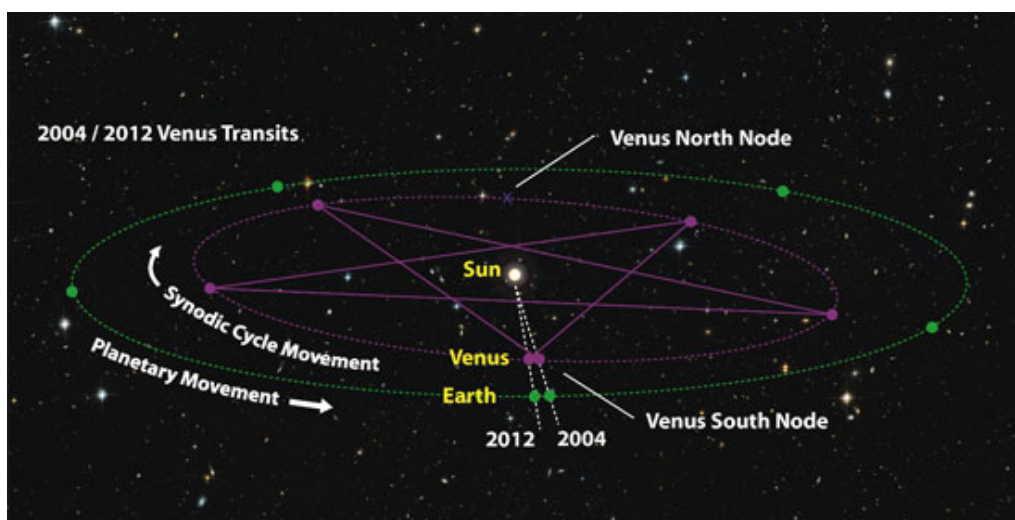 2004 / 2012 Venus Transits
Venus North Node
Sun
Synodic Cycle Movement
Venus
Planetary Movement
Earth
Venus South Node
2012
2004